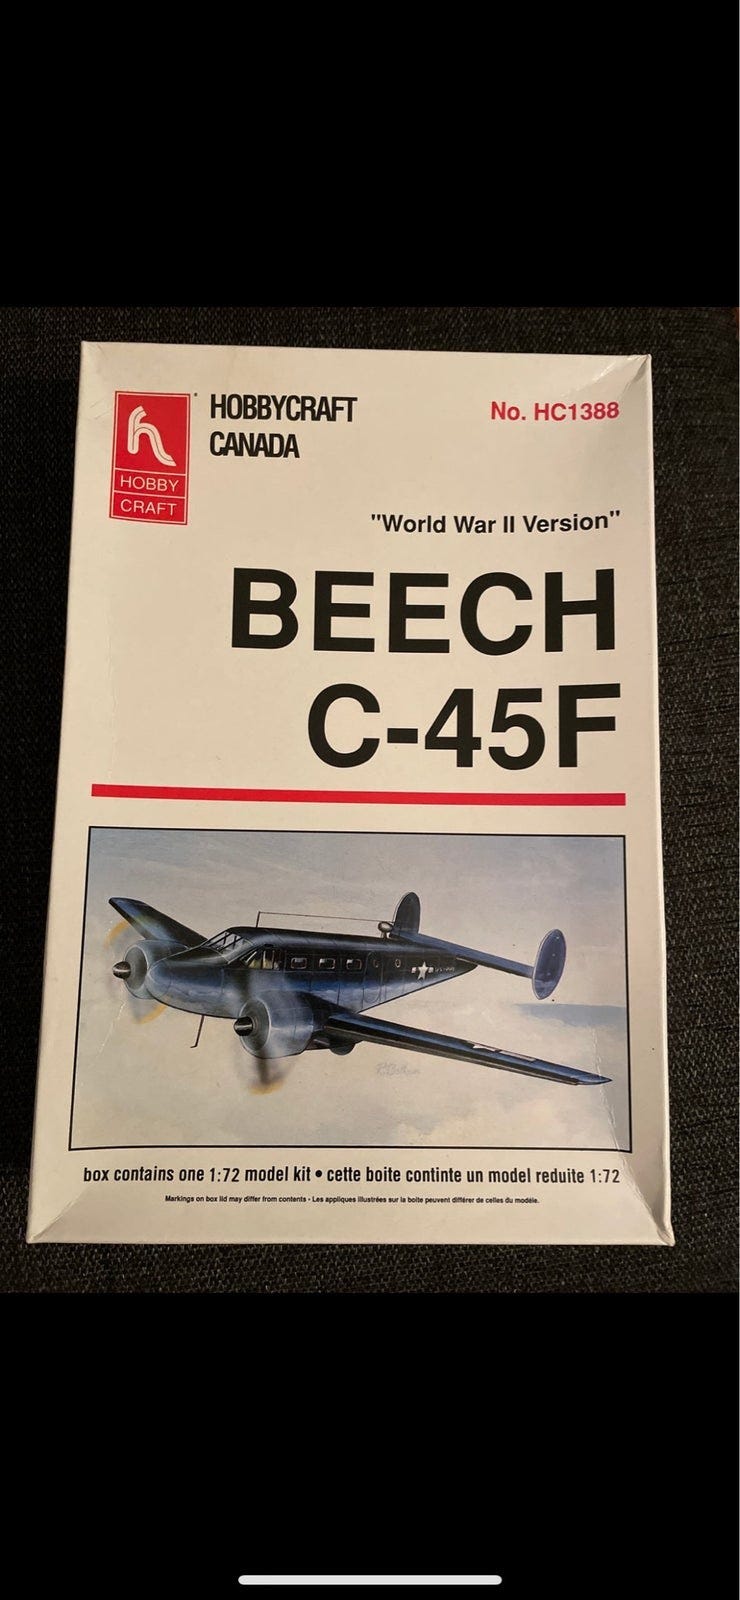 HOBBYCRAFT
CANADA
HOBBY
CRAFT
No. HC1388
"World War II Version"
BEECH
C-45F
box contains one 1:72 model kit • cette boite continte un model reduite 1:72
Markings on box lid may differ from contents - Les appliques illustrées sur la boite peuvent différer de celles du modéle.